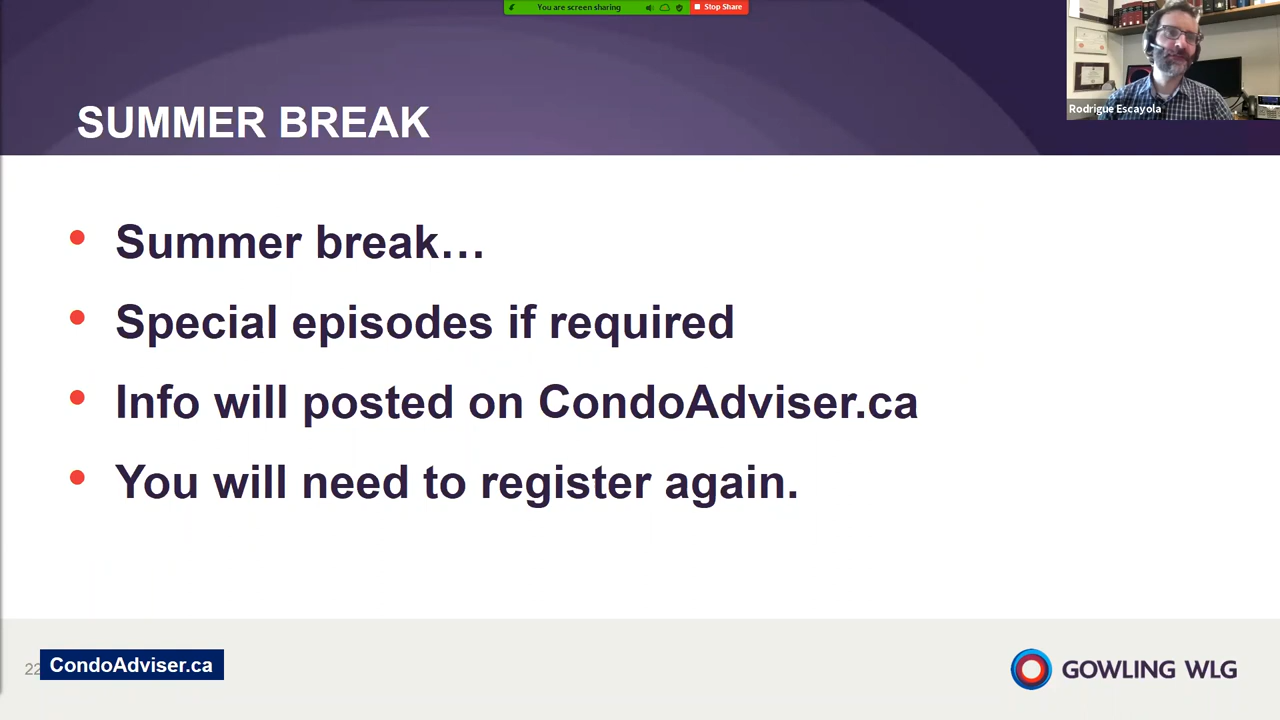 You are screen sharing
Stop Share
Rodrigue Escayola
SUMMER BREAK
• Summer break…
• Special episodes if required
• Info will posted on CondoAdviser.ca
• You will need to register again.
22
CondoAdviser.ca
GOWLING WLG